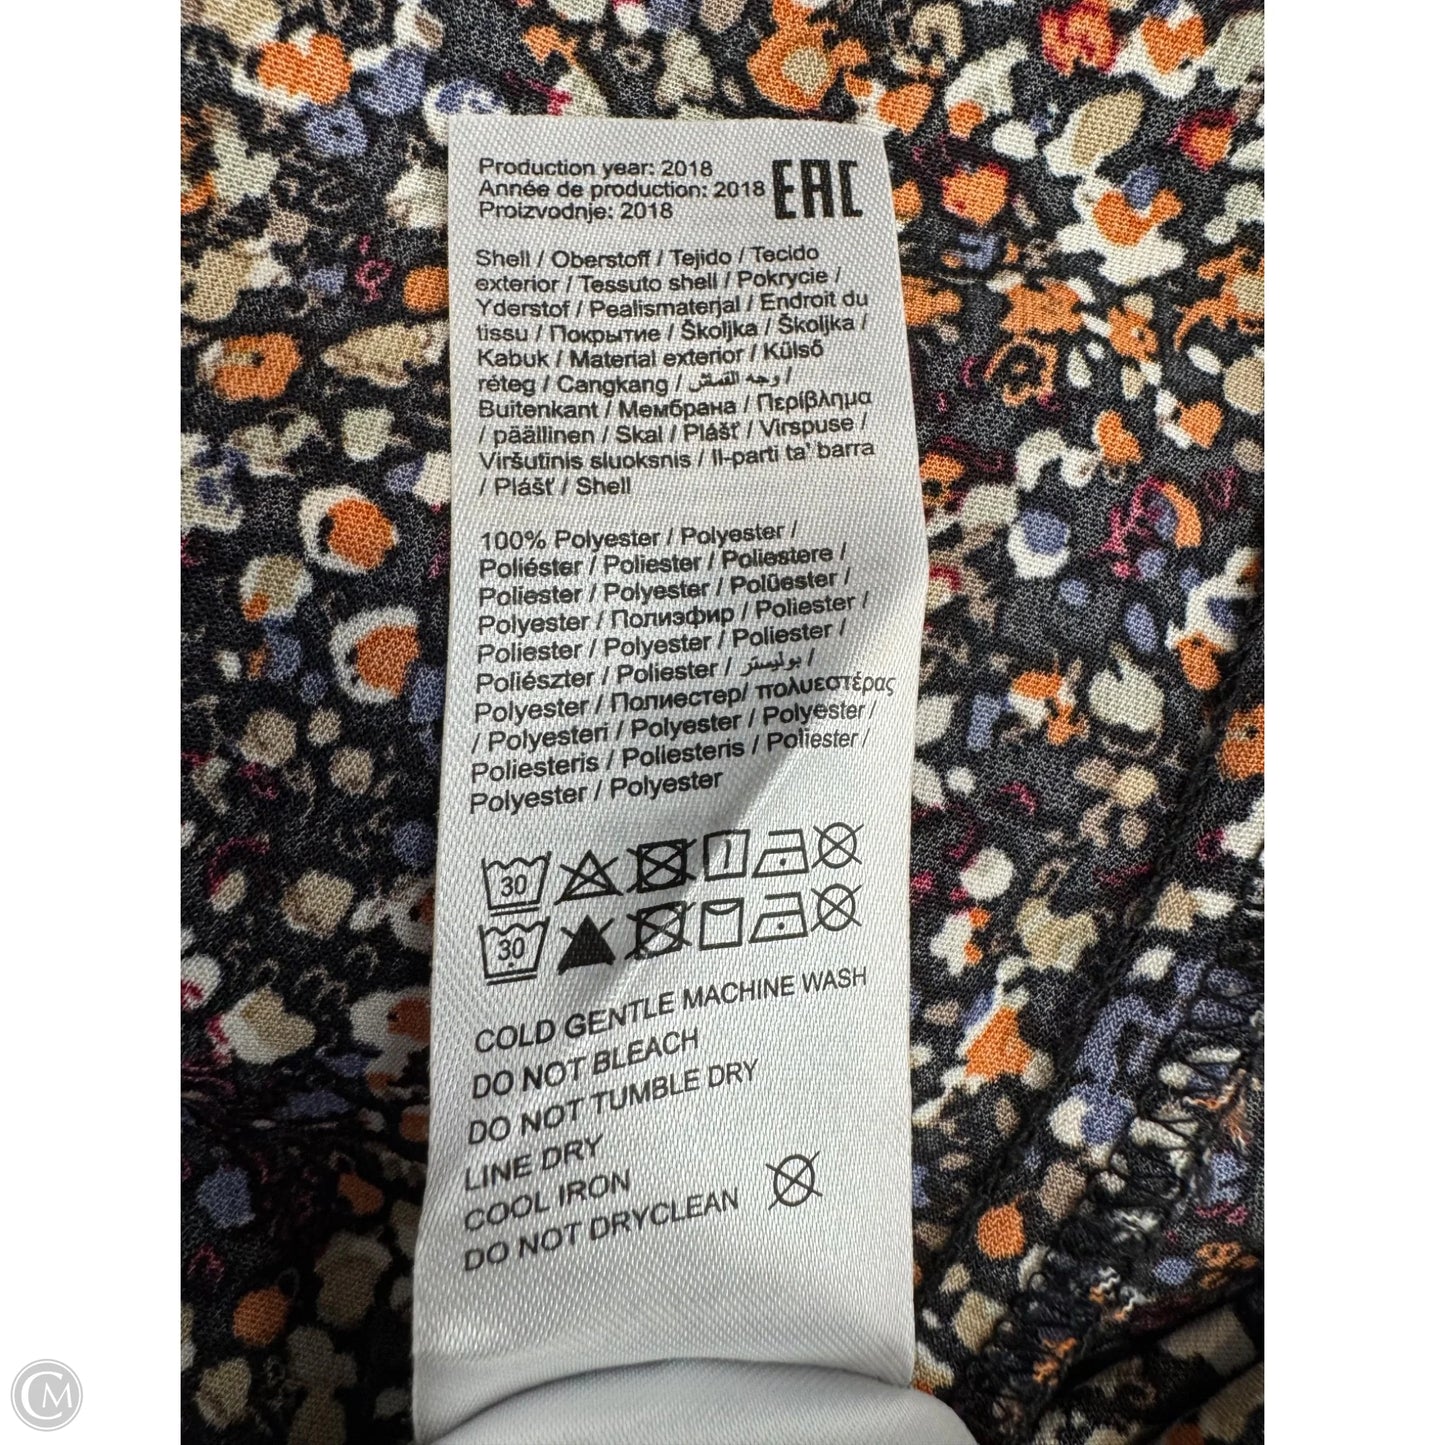 Production year: 2018
Année de production: 2018
Proizvodnje: 2018
EAC
Shell / Oberstoff / Tejido / Tecido
exterior / Tessuto shell / Pokrycie /
Yderstof / Pealismaterjal / Endroit du
tissu / Покрытие / Školjka / Školjka /
Kabuk / Material exterior / Külső
réteg / Cangkang / وجه القماش /
Buitenkant / Мембрана / Περίβλημα
/ päällinen / Skal / Plášť / Virspuse /
Viršutinis sluoksnis / Il-parti ta' barra
/ Plášť / Shell
100% Polyester / Polyester /
Poliéster / Poliester / Poliestere /
Poliester / Polyester / Polüester /
Polyester / Полиэфир / Poliester /
Poliester / Polyester / Poliester /
Poliészter / Poliester / بوليستر /
Polyester / Полиестер/ πολυεστέρας
/ Polyesteri / Polyester / Polyester /
Poliesteris / Poliesteris / Poliester /
Polyester / Polyester
30
30
COLD GENTLE MACHINE WASH
DO NOT BLEACH
DO NOT TUMBLE DRY
LINE DRY
COOL IRON
DO NOT DRYCLEAN
CM